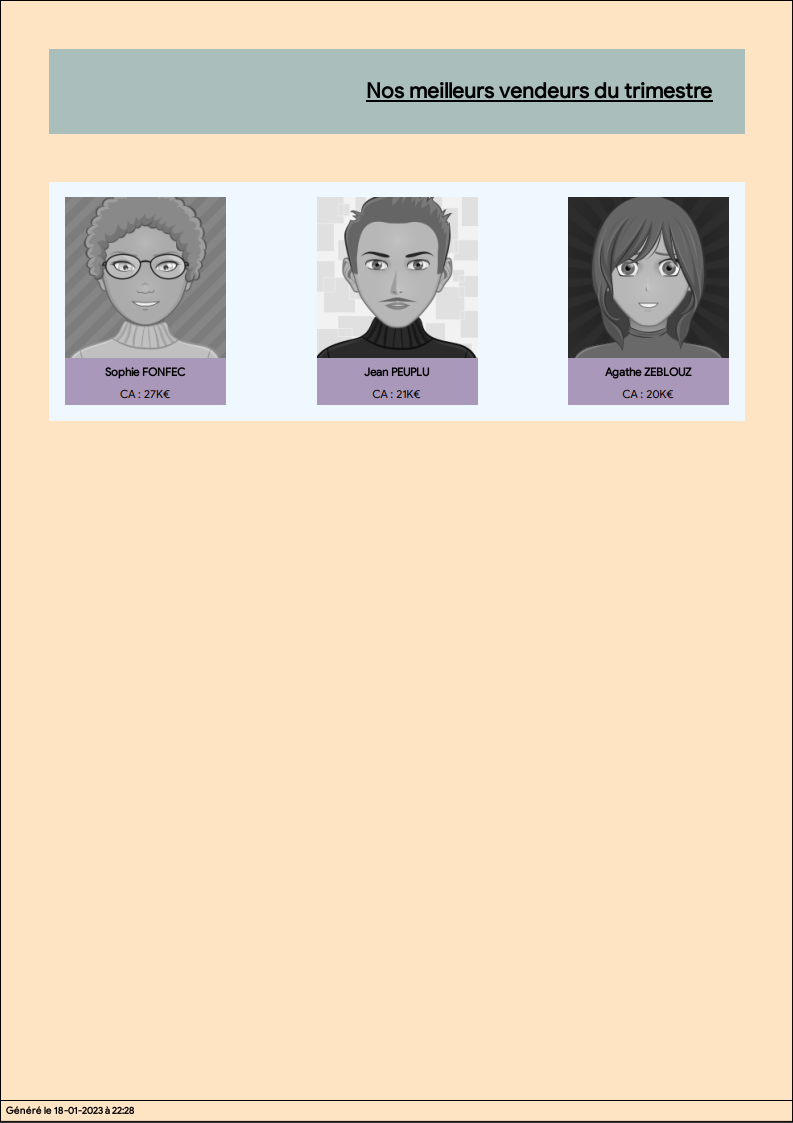 Nos meilleurs vendeurs du trimestre
Sophie FONFEC
CA : 27K€
Jean PEUPLU
CA : 21K€
Agathe ZEBLOUZ
CA : 20K€
Généré le 18-01-2023 à 22:28